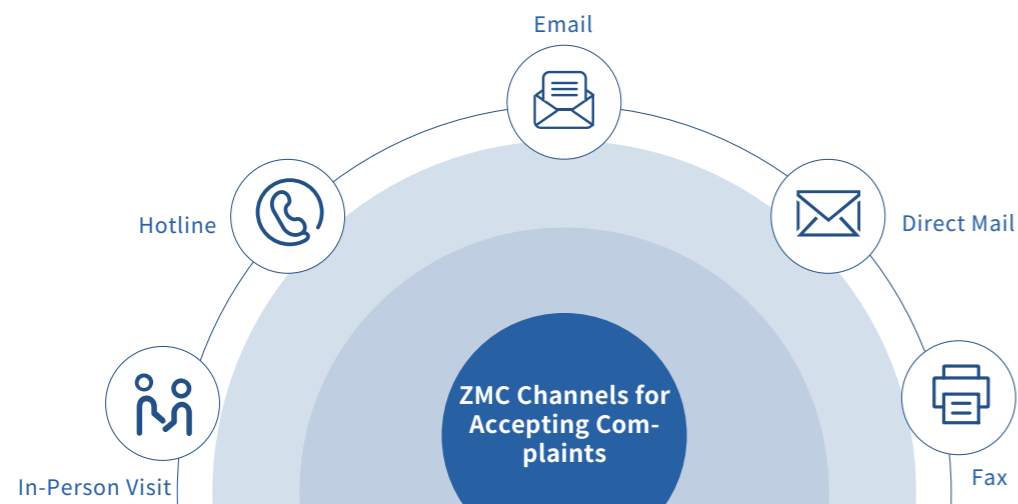 Email
Hotline
Direct Mail
ZMC Channels for
Accepting Com-
plaints
In-Person Visit
Fax